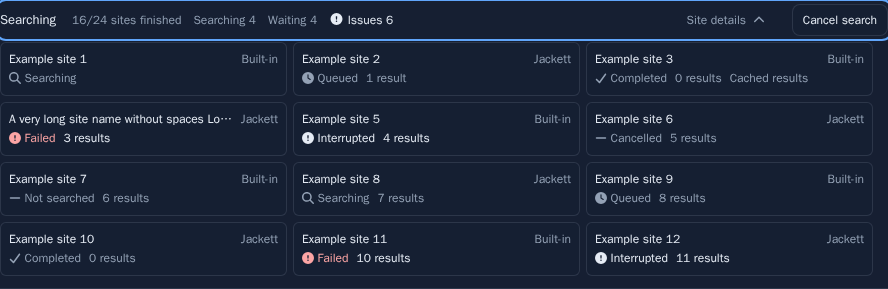 Searching 16/24 sites finished Searching 4 Waiting 4 Issues 6 Site details Cancel search
Example site 1 Built-in
Searching
Example site 2 Jackett
Queued 1 result
Example site 3 Built-in
Completed 0 results Cached results
A very long site name without spaces Lo… Jackett
Failed 3 results
Example site 5 Built-in
Interrupted 4 results
Example site 6 Jackett
Cancelled 5 results
Example site 7 Built-in
Not searched 6 results
Example site 8 Jackett
Searching 7 results
Example site 9 Built-in
Queued 8 results
Example site 10 Jackett
Completed 0 results
Example site 11 Built-in
Failed 10 results
Example site 12 Jackett
Interrupted 11 results